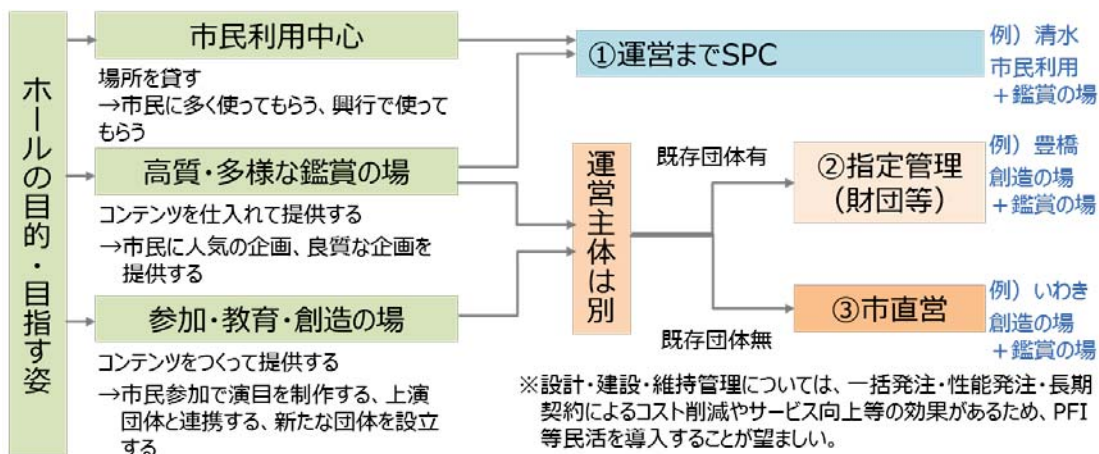 ホールの目的・目指す姿
市民利用中心
場所を貸す
→市民に多く使ってもらう、興行で使って
もらう
高質・多様な鑑賞の場
コンテンツを仕入れて提供する
→市民に人気の企画、良質な企画を
提供する
参加・教育・創造の場
コンテンツをつくって提供する
→市民参加で演目を制作する、上演
団体と連携する、新たな団体を設立
する
①運営までSPC
例）清水
市民利用
＋鑑賞の場
運営主体は別
既存団体有
②指定管理
（財団等）
例）豊橋
創造の場
＋鑑賞の場
既存団体無
③市直営
例）いわき
創造の場
＋鑑賞の場
※設計・建設・維持管理については、一括発注・性能発注・長期
契約によるコスト削減やサービス向上等の効果があるため、PFI
等民活を導入することが望ましい。